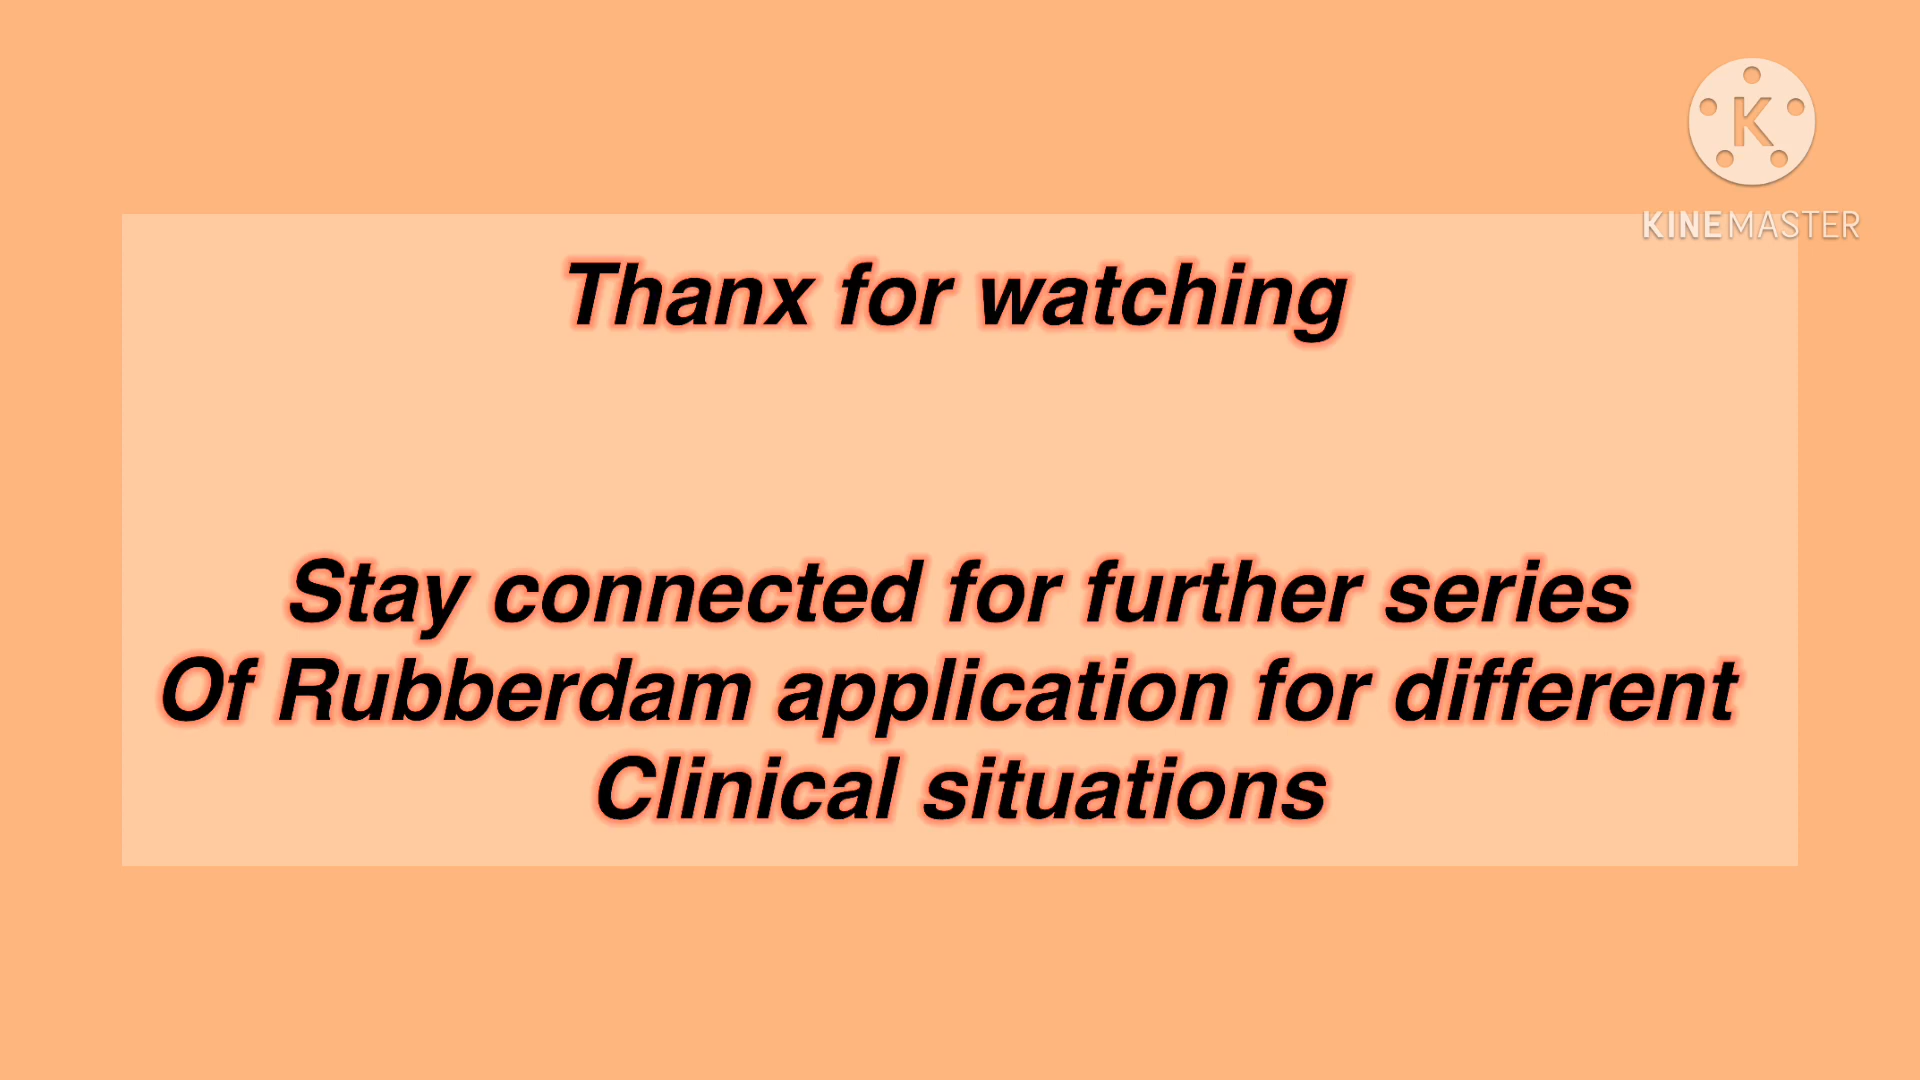 K
KINEMASTER
Thanx for watching
Stay connected for further series
Of Rubberdam application for different
Clinical situations